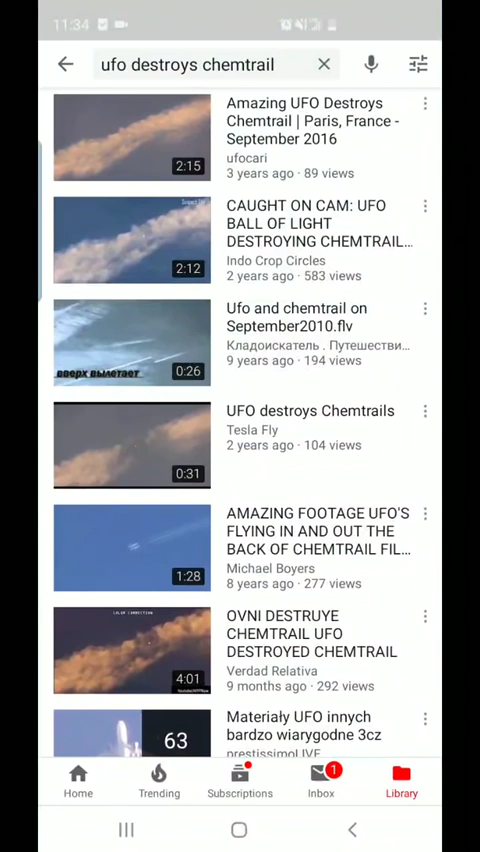 11:34
ufo destroys chemtrail
Amazing UFO Destroys
Chemtrail | Paris, France -
September 2016
ufocari
3 years ago · 89 views
2:15
CAUGHT ON CAM: UFO
BALL OF LIGHT
DESTROYING CHEMTRAIL...
Indo Crop Circles
2 years ago · 583 views
2:12
Ufo and chemtrail on
September2010.flv
Кладоискатель . Путешестви...
9 years ago · 194 views
вверх вылетает
0:26
UFO destroys Chemtrails
Tesla Fly
2 years ago · 104 views
0:31
AMAZING FOOTAGE UFO'S
FLYING IN AND OUT THE
BACK OF CHEMTRAIL FIL...
Michael Boyers
8 years ago · 277 views
1:28
OVNI DESTRUYE
CHEMTRAIL UFO
DESTROYED CHEMTRAIL
Verdad Relativa
9 months ago · 292 views
4:01
Materiały UFO innych
bardzo wiarygodne 3cz
prestissimoLIVE
63
1
Home
Trending
Subscriptions
Inbox
Library